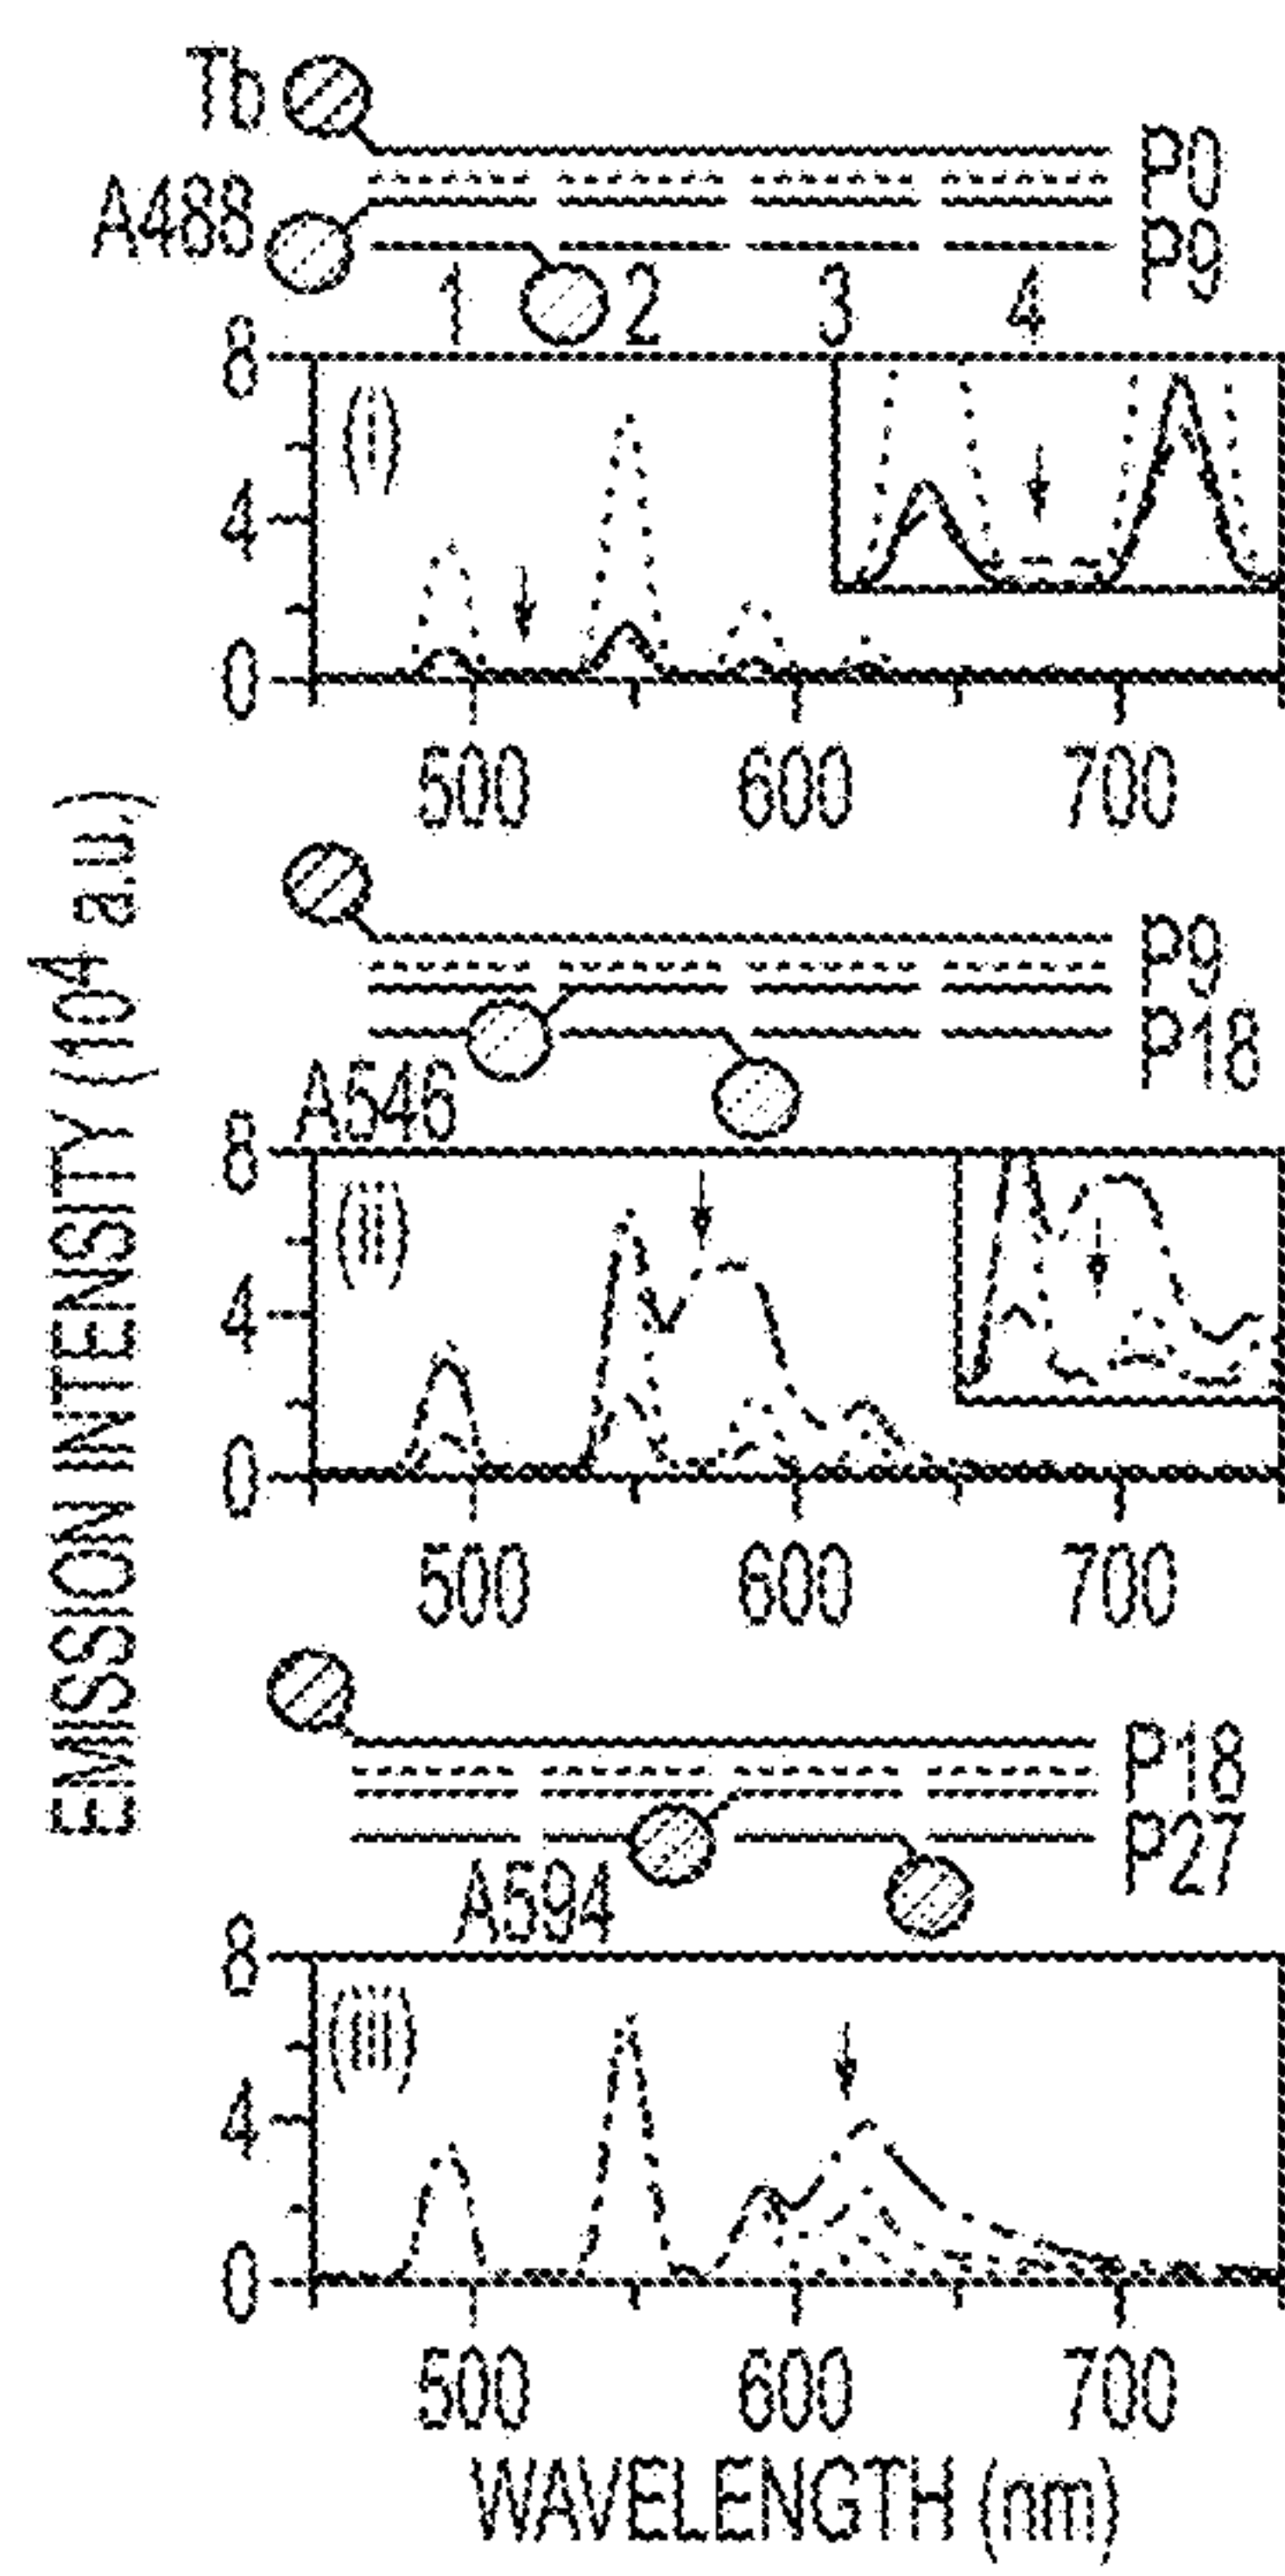 Tb
P0
A488
P9
1 2 3 4
8
(i)
4
0
500 600 700
EMISSION INTENSITY (10⁴ a.u.)
P9
P18
A546
8
(ii)
4
0
500 600 700
P18
P27
A594
8
(iii)
4
0
500 600 700
WAVELENGTH (nm)